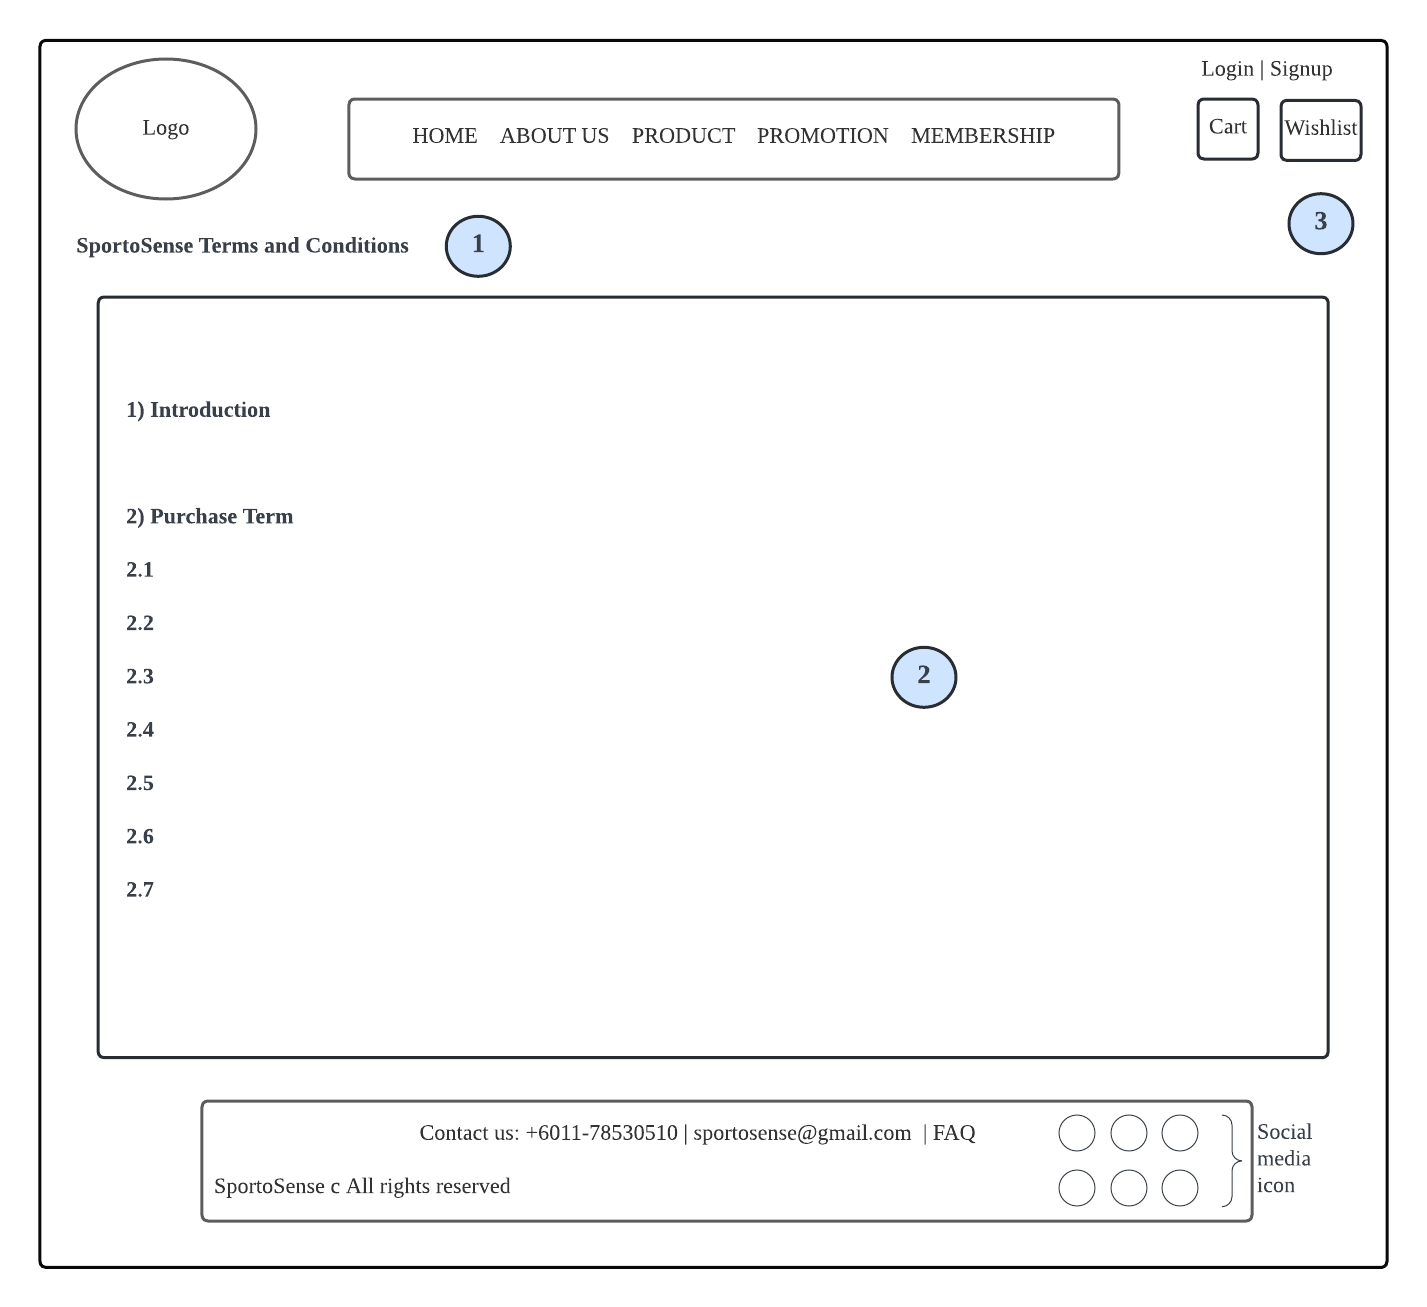 Login | Signup
Logo
HOME ABOUT US PRODUCT PROMOTION MEMBERSHIP
Cart
Wishlist
SportoSense Terms and Conditions
1
3
1) Introduction
2) Purchase Term
2.1
2.2
2.3
2
2.4
2.5
2.6
2.7
Contact us: +6011-78530510 | sportosense@gmail.com | FAQ
SportoSense c All rights reserved
Social
media
icon